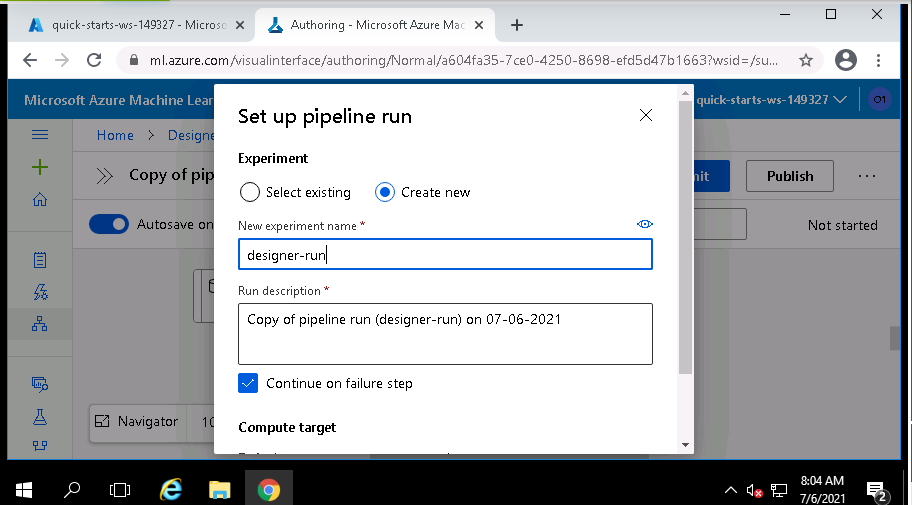 quick-starts-ws-149327 - Microso
Authoring - Microsoft Azure Mac
ml.azure.com/visualinterface/authoring/Normal/a604fa35-7ce0-4250-8698-efd5d47b1663?wsid=/su...
Microsoft Azure Machine Lear
quick-starts-ws-149327
O1
Home > Designe
Copy of pip
mit
Publish
Autosave on
Not started
Set up pipeline run
Experiment
Select existing
Create new
New experiment name *
designer-run
Run description *
Copy of pipeline run (designer-run) on 07-06-2021
Continue on failure step
Compute target
Navigator
10
8:04 AM
7/6/2021
2